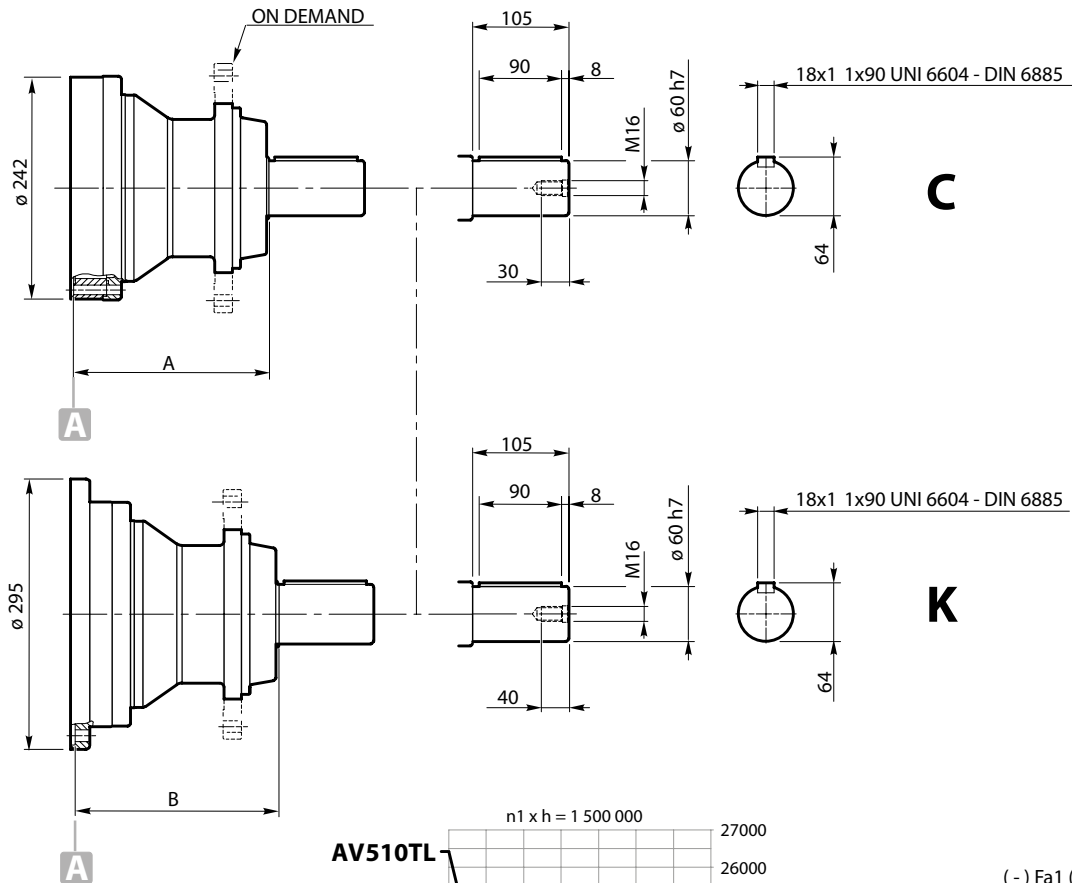 ON DEMAND
105
90
8
18x1 1x90 UNI 6604 - DIN 6885
ø 60 h7
M16
ø 242
30
64
C
A
A
105
90
8
18x1 1x90 UNI 6604 - DIN 6885
ø 60 h7
M16
ø 295
40
64
K
B
A
n1 x h = 1 500 000
27000
AV510TL
26000
( - ) Fa1 (